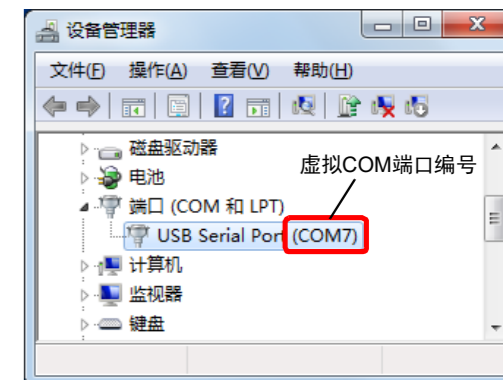 设备管理器
文件(F) 操作(A) 查看(V) 帮助(H)
磁盘驱动器
虚拟COM端口编号
电池
端口 (COM 和 LPT)
USB Serial Port (COM7)
计算机
监视器
键盘